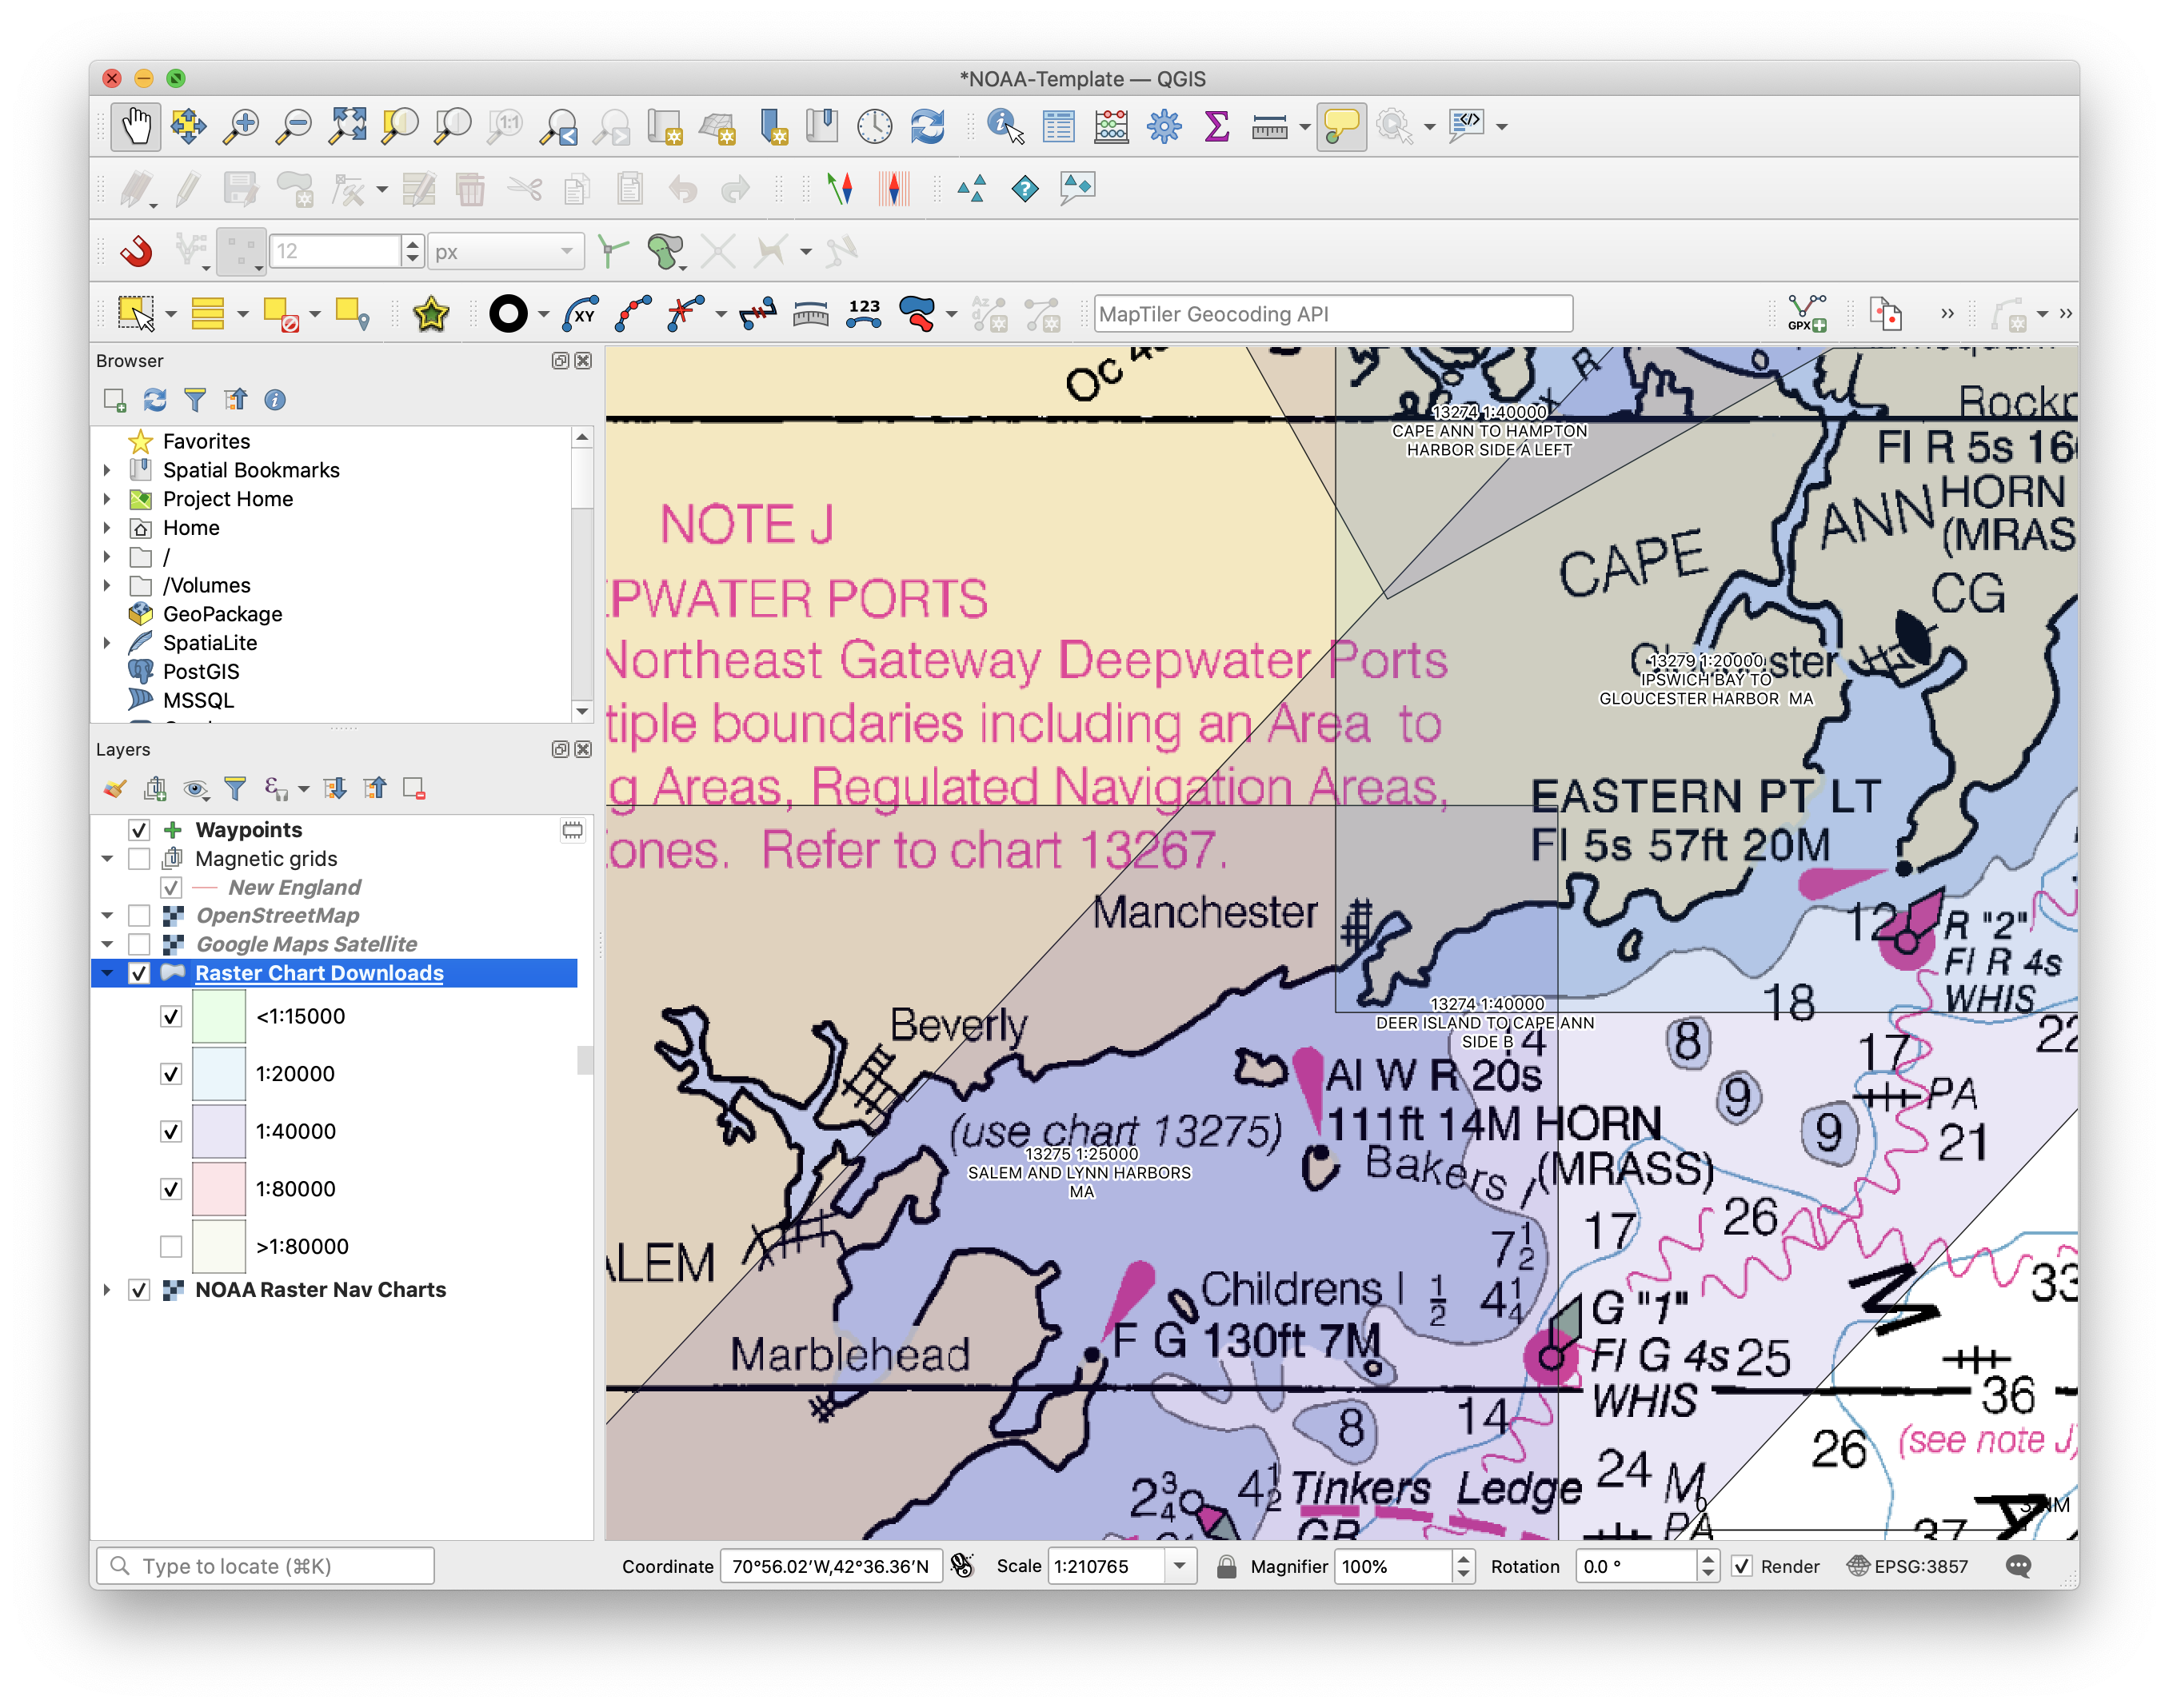 *NOAA-Template — QGIS
1:1
12
px
XY
123
MapTiler Geocoding API
GPX
Browser
Favorites
Spatial Bookmarks
Project Home
Home
/
/Volumes
GeoPackage
SpatiaLite
PostGIS
MSSQL
Layers
Waypoints
Magnetic grids
New England
OpenStreetMap
Google Maps Satellite
Raster Chart Downloads
<1:15000
1:20000
1:40000
1:80000
>1:80000
NOAA Raster Nav Charts
Oc
R
Rockp
13274 1:40000
CAPE ANN TO HAMPTON
HARBOR SIDE A LEFT
Fl R 5s 16
HORN
(MRAS
CAPE ANN
CG
NOTE J
PWATER PORTS
Northeast Gateway Deepwater Ports
tiple boundaries including an Area to
g Areas, Regulated Navigation Areas,
ones. Refer to chart 13267.
13279 1:20000
IPSWICH BAY TO
GLOUCESTER HARBOR MA
EASTERN PT LT
Fl 5s 57ft 20M
Manchester
12
R "2"
Fl R 4s
WHIS
18
13274 1:40000
DEER ISLAND TO CAPE ANN
SIDE B
Beverly
4
8
17
22
Al W R 20s
111ft 14M HORN
(MRASS)
9
PA
9
21
(use chart 13275)
13275 1:25000
SALEM AND LYNN HARBORS
MA
Bakers I
17
26
ALEM
7 1/2
Childrens I
1/2
4 1/4
33
M
G "1"
F G 130ft 7M
Fl G 4s
25
WHIS
Marblehead
36
8
14
26
(see note J)
24
M
PA
2 3/4
4 1/2
Tinkers Ledge
GR
0
3 NM
37
Type to locate (⌘K)
Coordinate
70°56.02′W,42°36.36′N
Scale
1:210765
Magnifier
100%
Rotation
0.0 °
Render
EPSG:3857